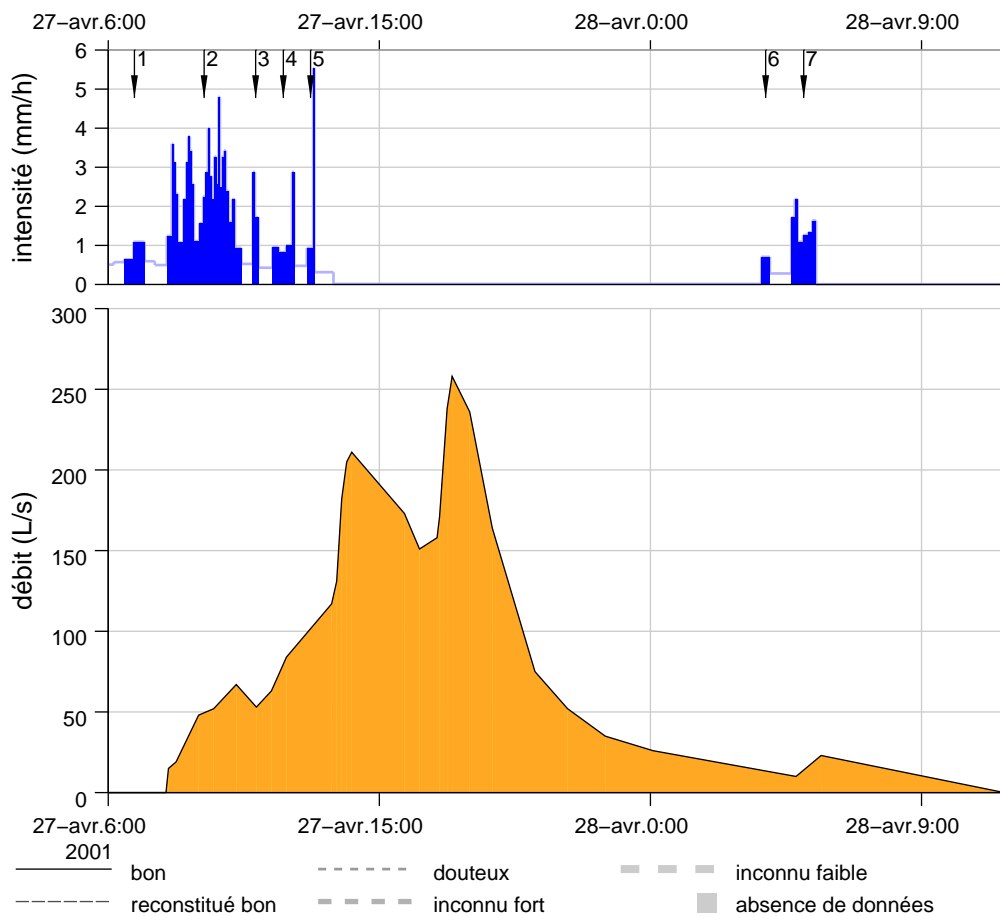 27−avr.6:00 27−avr.15:00 28−avr.0:00 28−avr.9:00
1 2 3 4 5 6 7
6
5
4
3
2
1
0
intensité (mm/h)
300
250
200
150
100
50
0
débit (L/s)
27−avr.6:00 27−avr.15:00 28−avr.0:00 28−avr.9:00
2001
bon douteux inconnu faible
reconstitué bon inconnu fort absence de données